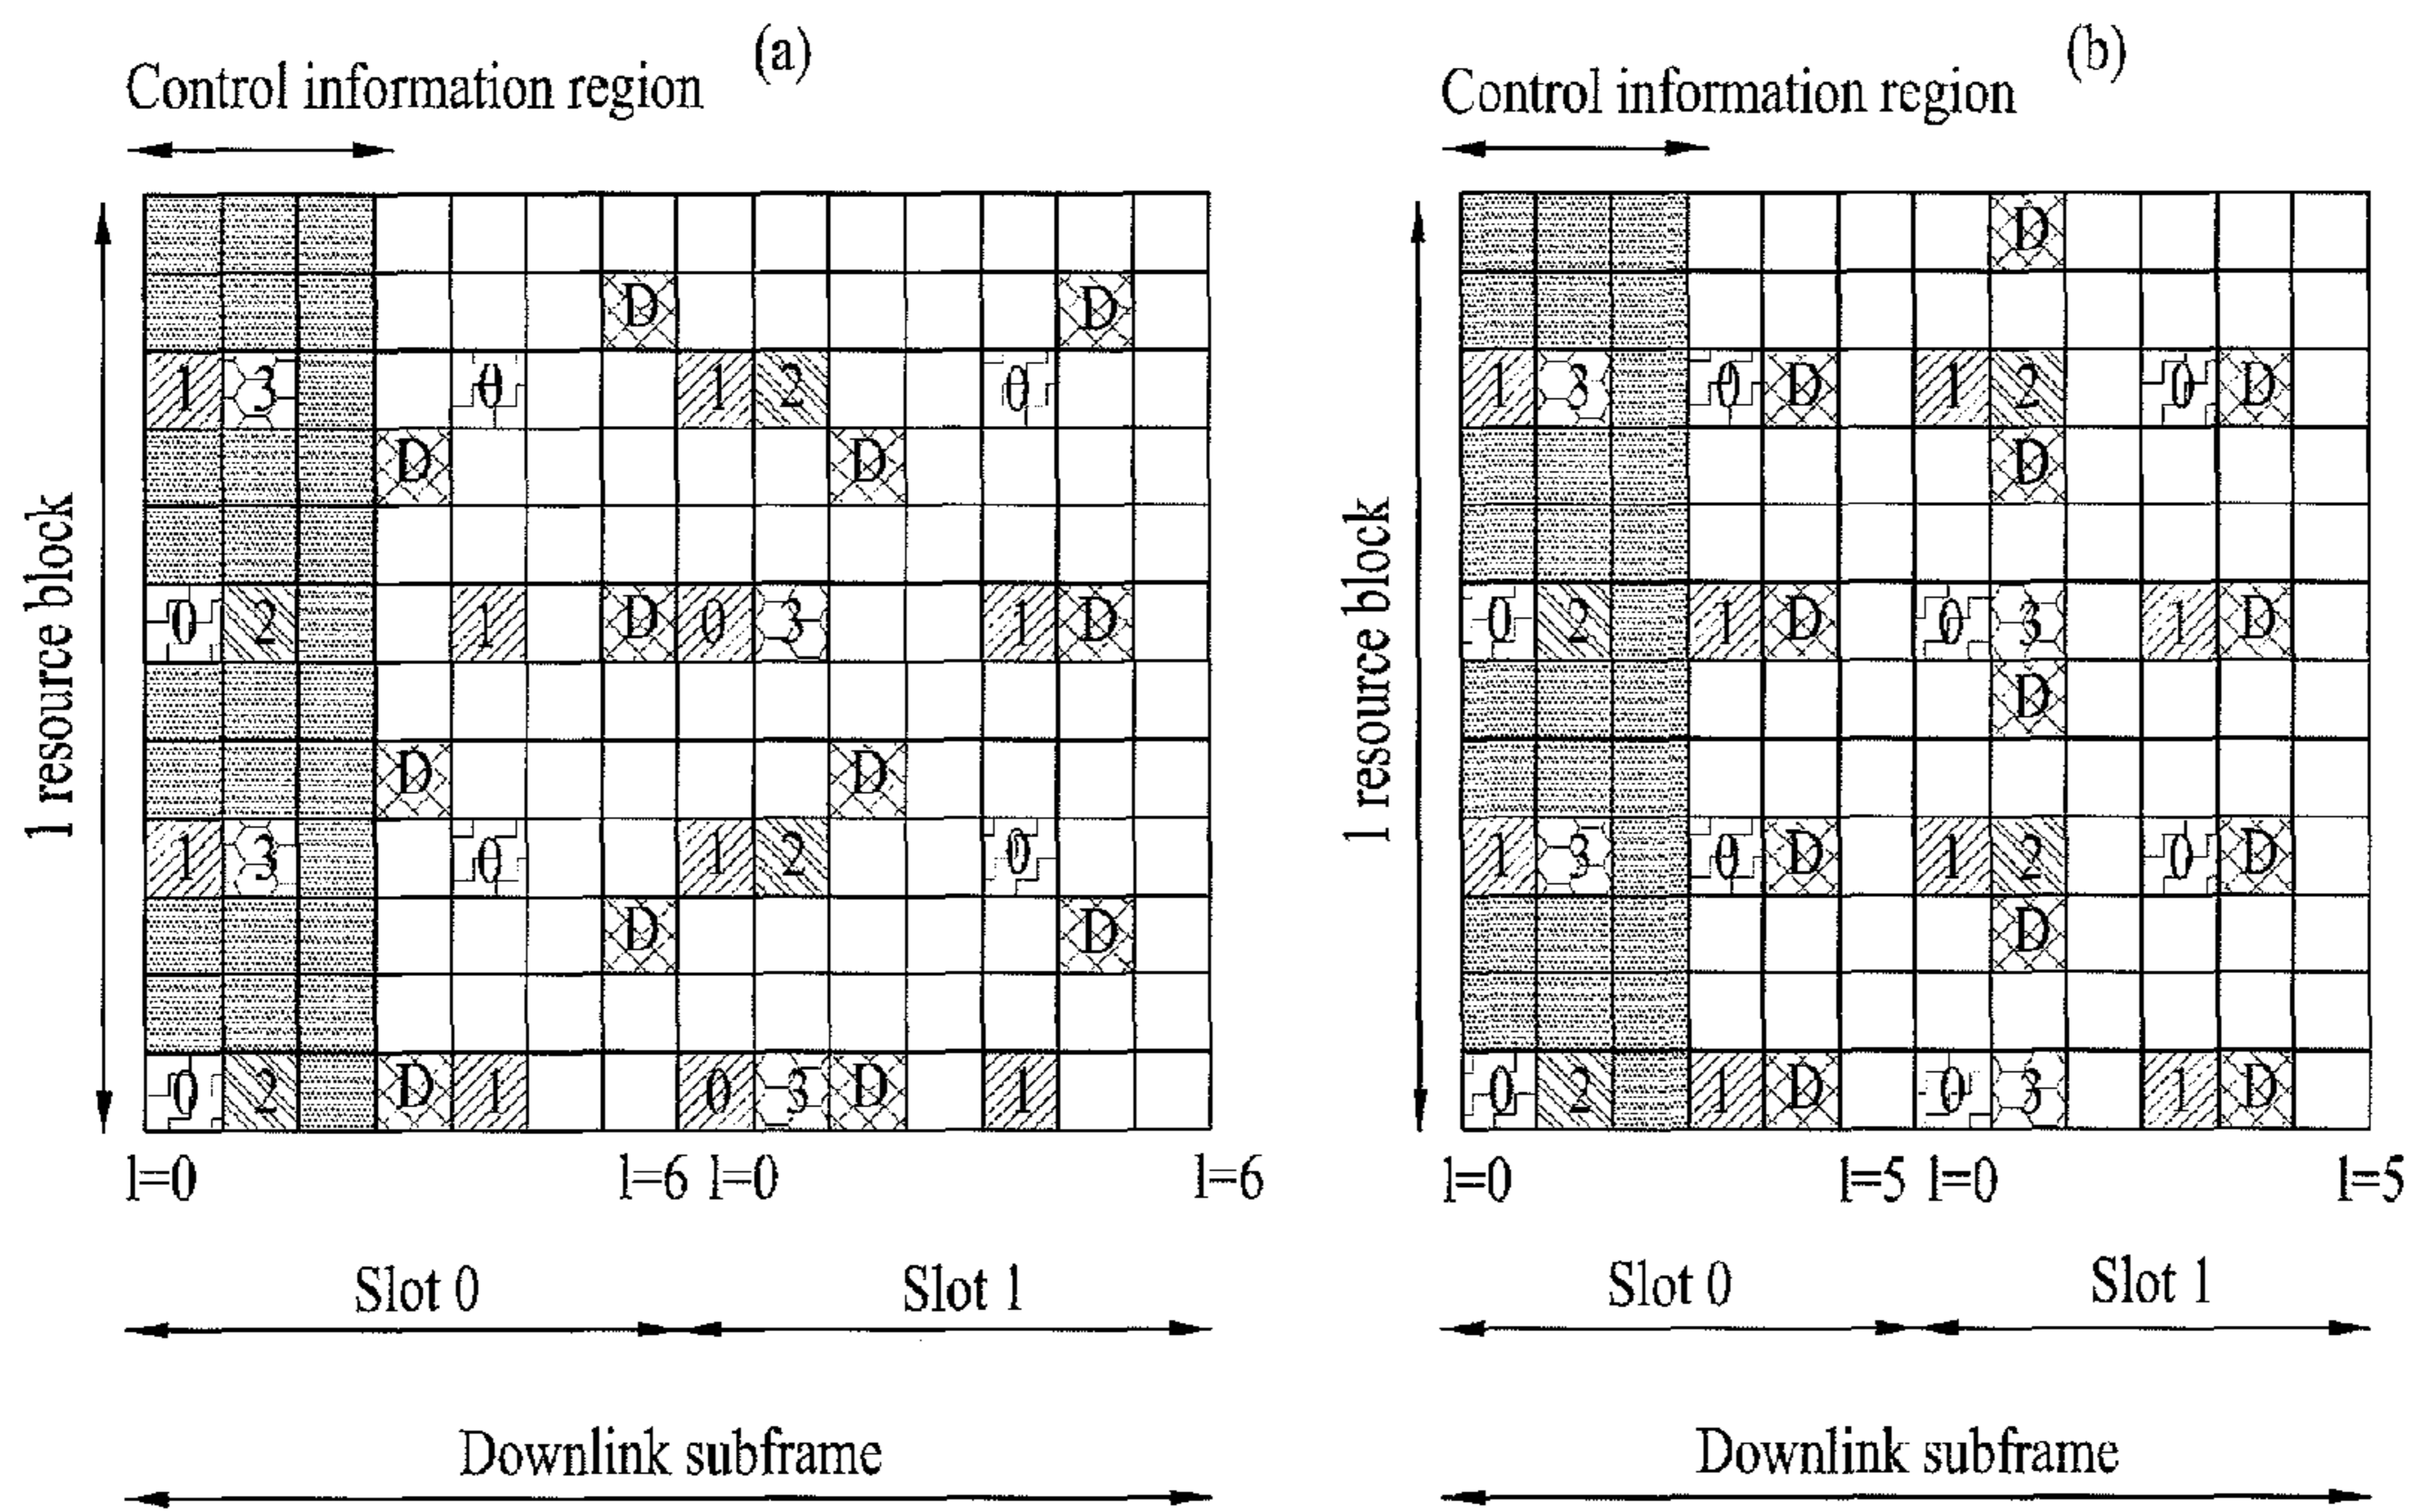 (a)
Control information region
1 resource block
D D
1 3 0 1 2 0
D D
0 2 1 D 0 3 1 D
D D
1 3 0 1 2 0
D D
0 2 D 1 0 3 D 1
l=0 l=6 l=0 l=6
Slot 0 Slot 1
Downlink subframe
(b)
Control information region
1 resource block
D
1 3 0 D 1 2 0 D
D
0 2 1 D 0 3 1 D
D
1 3 0 D 1 2 0 D
D
0 2 1 D 0 3 1 D
l=0 l=5 l=0 l=5
Slot 0 Slot 1
Downlink subframe